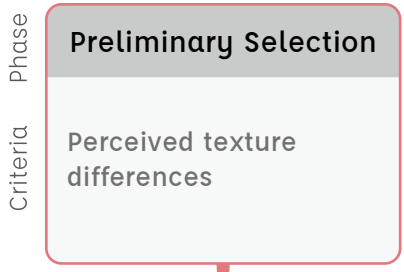 Phase
Preliminary Selection
Criteria
Perceived texture
differences